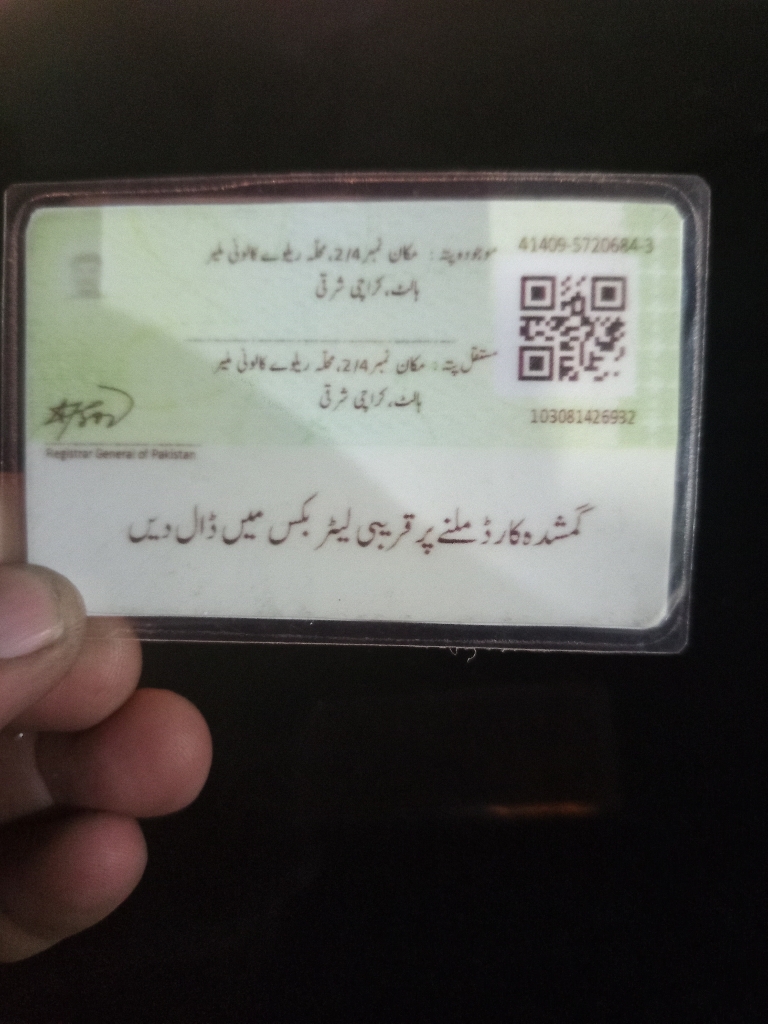 41409-5720684-3
موجودہ پتہ : مکان نمبر 2/4، محلہ ریلوے کالونی ملیر
ہالٹ، کراچی شرقی
مستقل پتہ : مکان نمبر 2/4، محلہ ریلوے کالونی ملیر
ہالٹ، کراچی شرقی
103081426932
Registrar General of Pakistan
گمشدہ کارڈ ملنے پر قریبی لیٹر بکس میں ڈال دیں